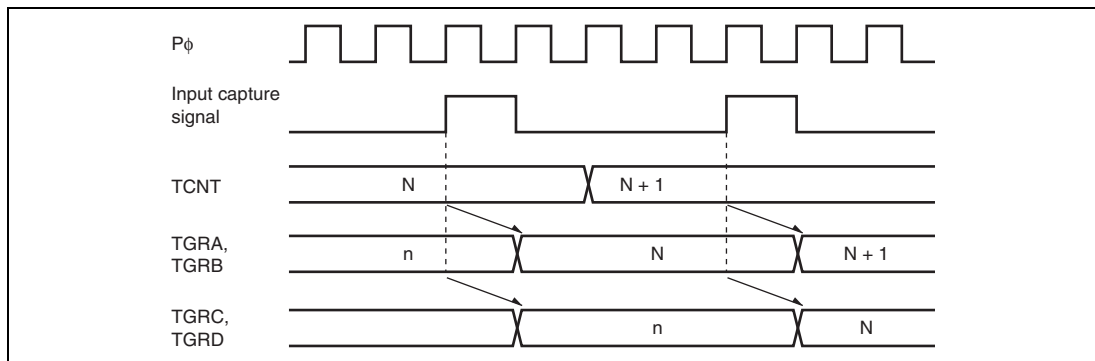 Pϕ
Input capture
signal
TCNT
N
N + 1
TGRA,
TGRB
n
N
N + 1
TGRC,
TGRD
n
N